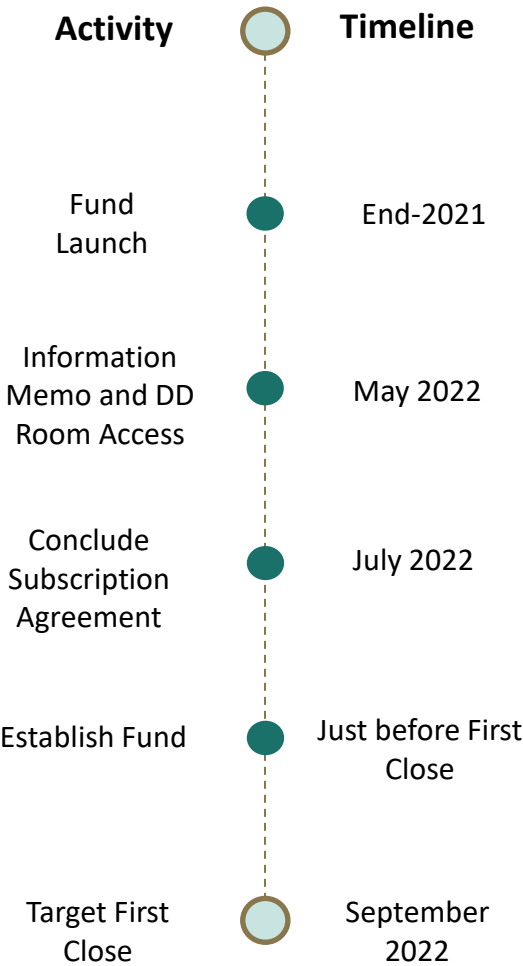 Activity
Timeline
Fund
Launch
End-2021
Information
Memo and DD
Room Access
May 2022
Conclude
Subscription
Agreement
July 2022
Establish Fund
Just before First
Close
Target First
Close
September
2022